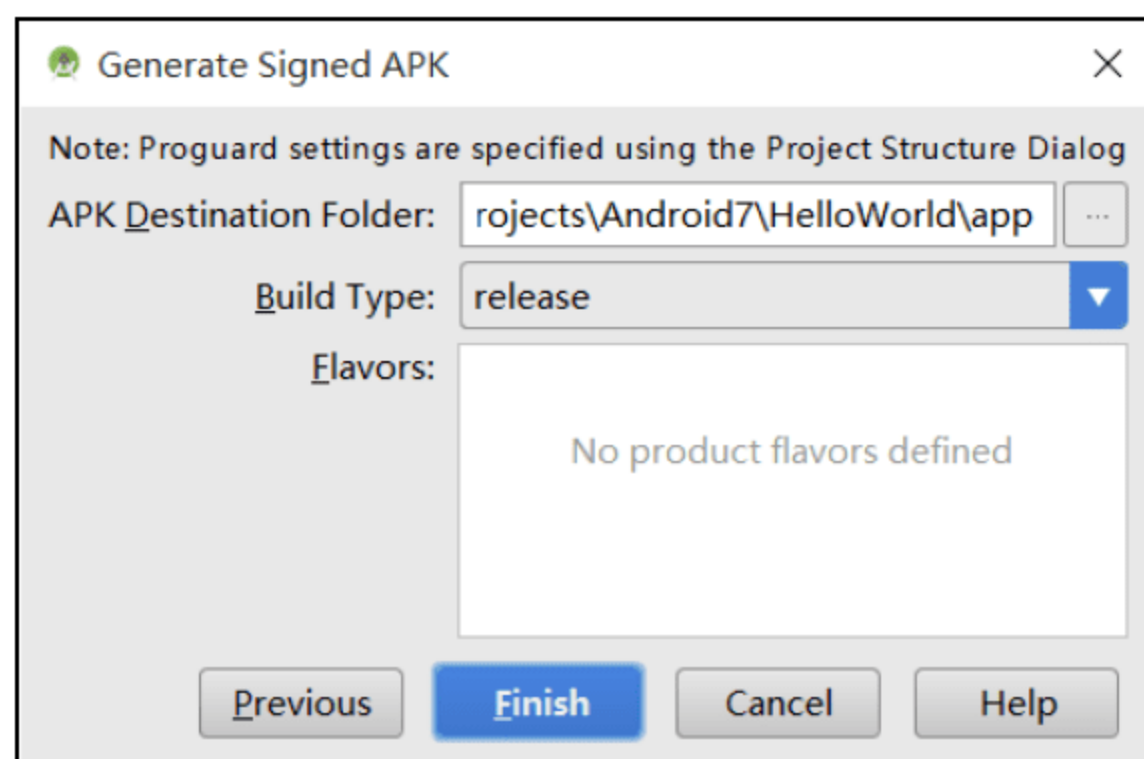 Generate Signed APK
Note: Proguard settings are specified using the Project Structure Dialog
APK Destination Folder: rojects\Android7\HelloWorld\app ...
Build Type: release
Flavors:
No product flavors defined
Previous Finish Cancel Help